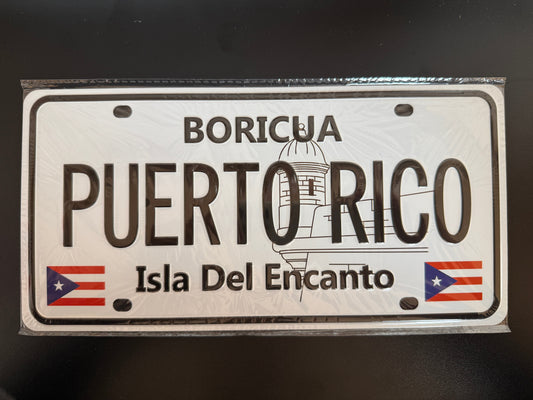 BORICUA
PUERTO RICO
Isla Del Encanto